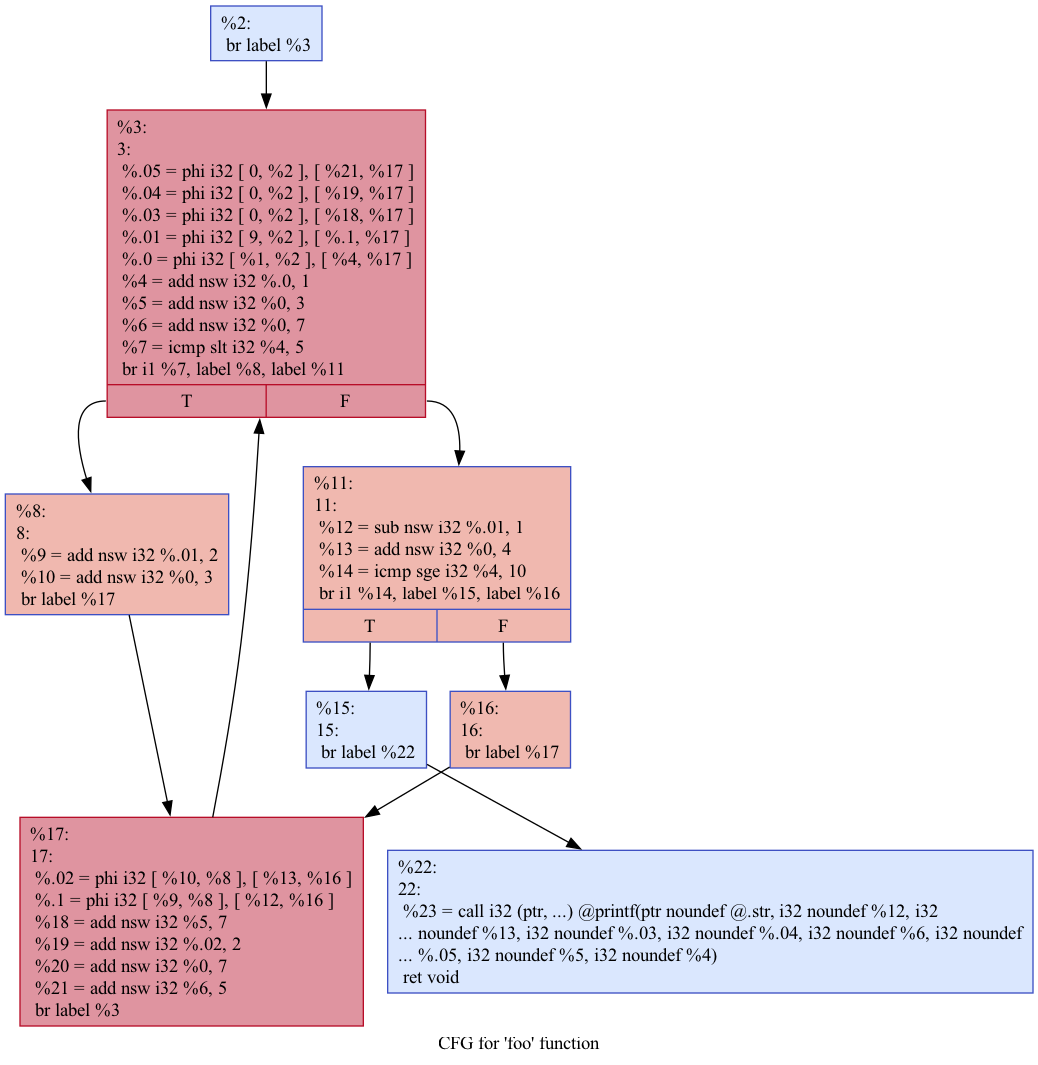 %2:
br label %3
%3:
3:
%.05 = phi i32 [ 0, %2 ], [ %21, %17 ]
%.04 = phi i32 [ 0, %2 ], [ %19, %17 ]
%.03 = phi i32 [ 0, %2 ], [ %18, %17 ]
%.01 = phi i32 [ 9, %2 ], [ %.1, %17 ]
%.0 = phi i32 [ %1, %2 ], [ %4, %17 ]
%4 = add nsw i32 %.0, 1
%5 = add nsw i32 %0, 3
%6 = add nsw i32 %0, 7
%7 = icmp slt i32 %4, 5
br i1 %7, label %8, label %11
T F
%8:
8:
%9 = add nsw i32 %.01, 2
%10 = add nsw i32 %0, 3
br label %17
%11:
11:
%12 = sub nsw i32 %.01, 1
%13 = add nsw i32 %0, 4
%14 = icmp sge i32 %4, 10
br i1 %14, label %15, label %16
T F
%15:
15:
br label %22
%16:
16:
br label %17
%17:
17:
%.02 = phi i32 [ %10, %8 ], [ %13, %16 ]
%.1 = phi i32 [ %9, %8 ], [ %12, %16 ]
%18 = add nsw i32 %5, 7
%19 = add nsw i32 %.02, 2
%20 = add nsw i32 %0, 7
%21 = add nsw i32 %6, 5
br label %3
%22:
22:
%23 = call i32 (ptr, ...) @printf(ptr noundef @.str, i32 noundef %12, i32
... noundef %13, i32 noundef %.03, i32 noundef %.04, i32 noundef %6, i32 noundef
... %.05, i32 noundef %5, i32 noundef %4)
ret void
CFG for 'foo' function